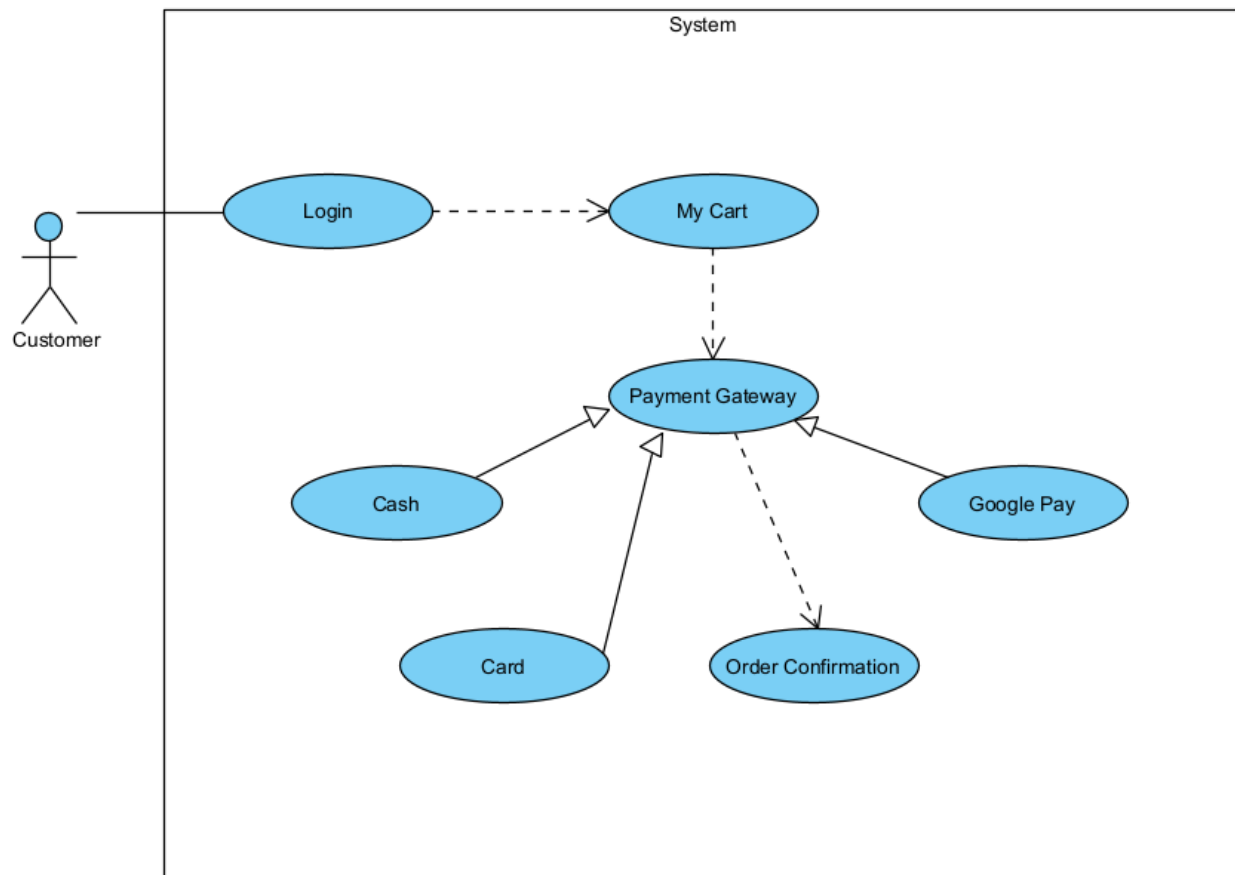 System
Login
My Cart
Customer
Payment Gateway
Cash
Google Pay
Card
Order Confirmation